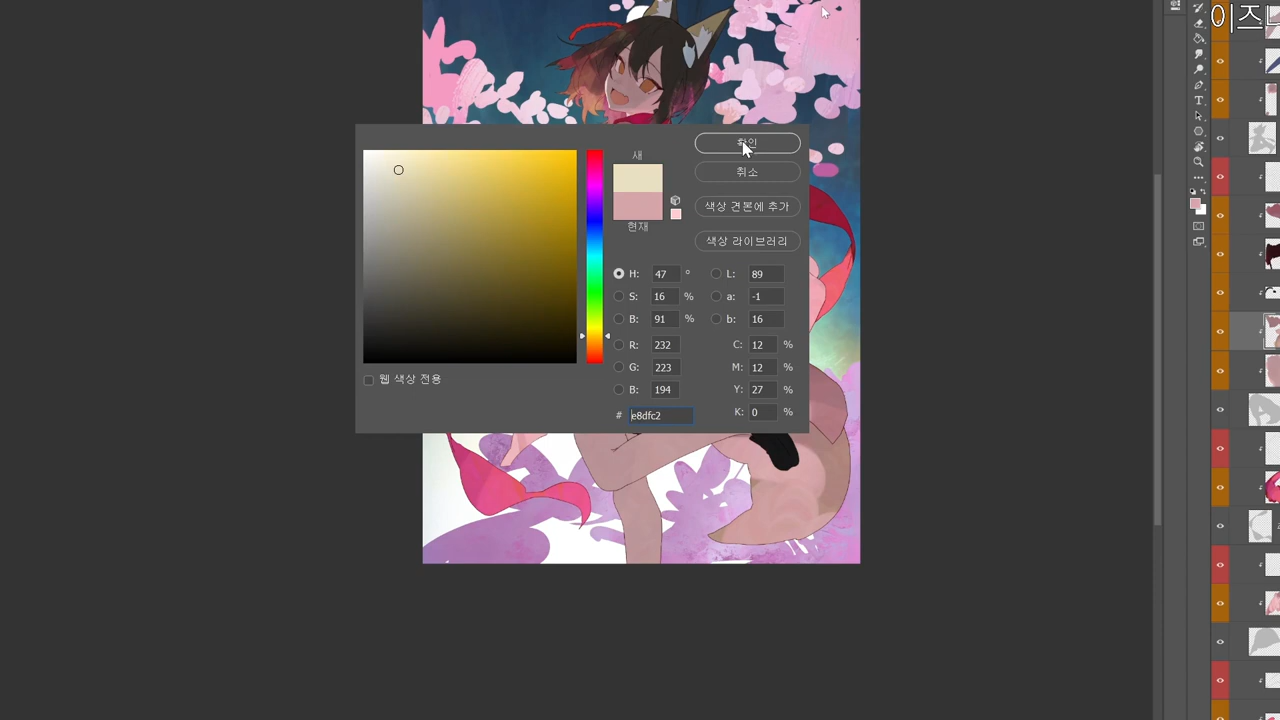 이즈
확인
새
취소
색상 견본에 추가
현재
색상 라이브러리
H: 47 °
L: 89
S: 16 %
a: -1
B: 91 %
b: 16
R: 232
C: 12 %
G: 223
M: 12 %
웹 색상 전용
B: 194
Y: 27 %
# e8dfc2
K: 0 %